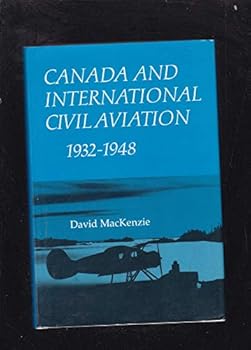 CANADA AND
INTERNATIONAL
CIVIL AVIATION
1932-1948
David MacKenzie